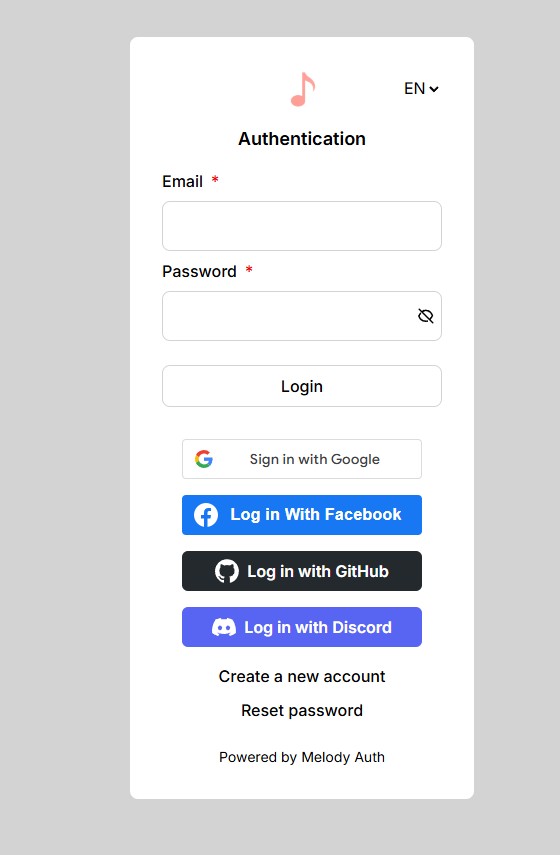 EN
Authentication
Email *
Password *
Login
Sign in with Google
Log in With Facebook
Log in with GitHub
Log in with Discord
Create a new account
Reset password
Powered by Melody Auth